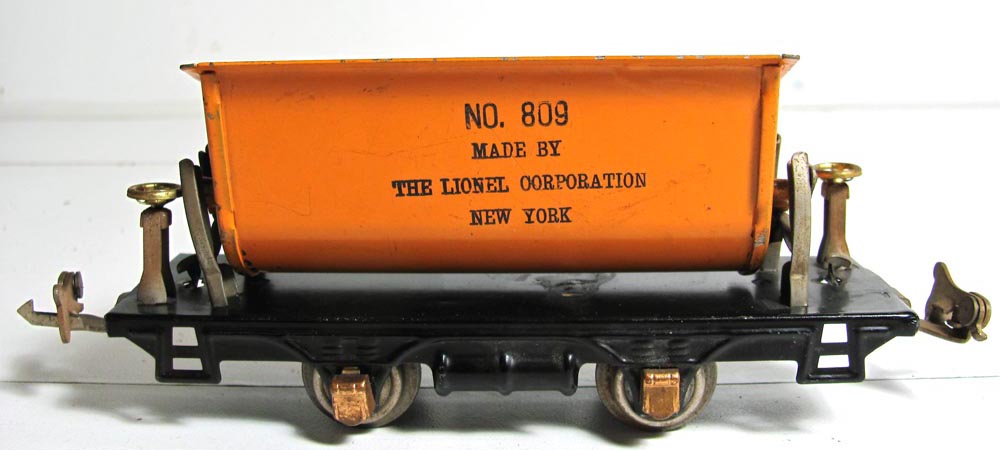 NO. 809
MADE BY
THE LIONEL CORPORATION
NEW YORK